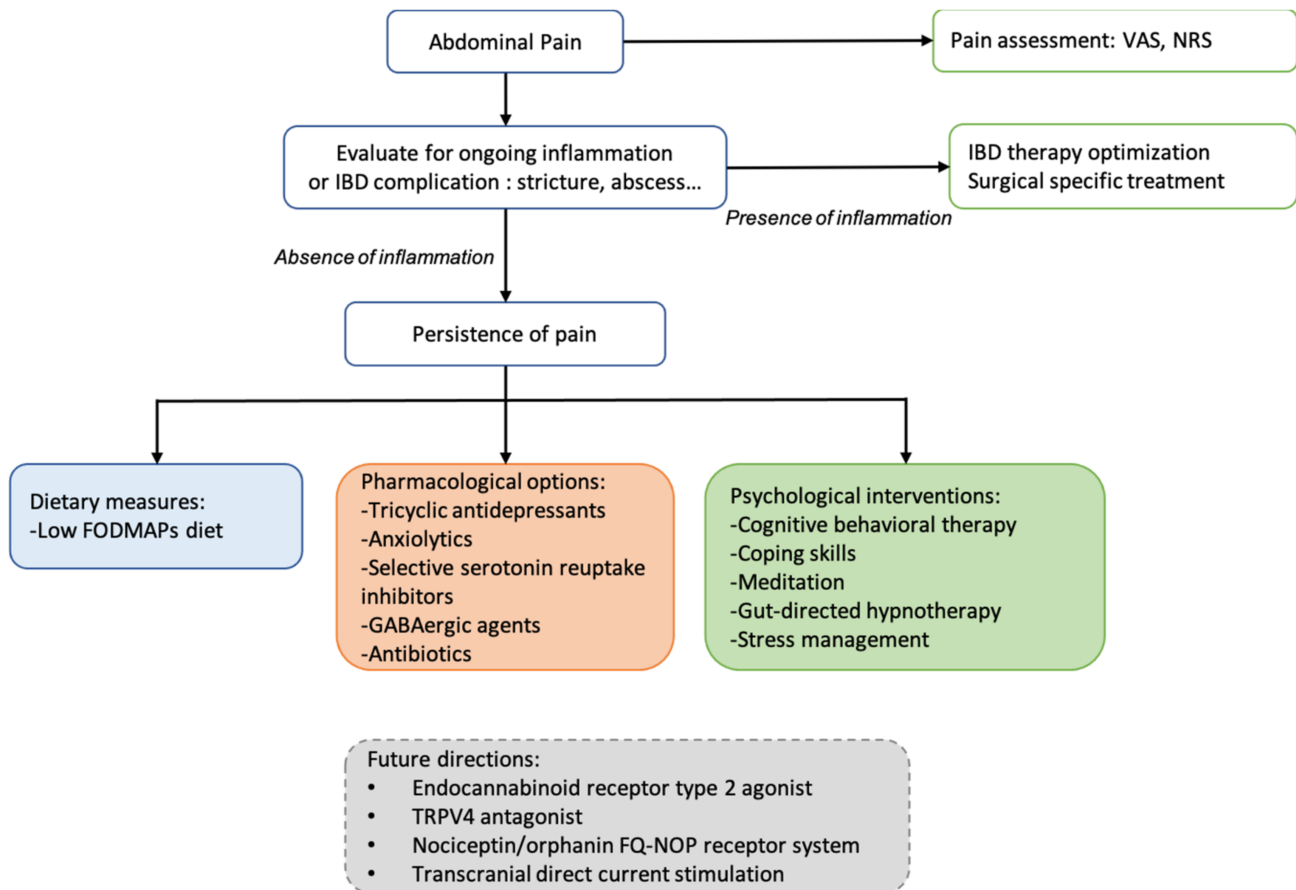 Abdominal Pain
Pain assessment: VAS, NRS
Evaluate for ongoing inflammation
or IBD complication : stricture, abscess...
IBD therapy optimization
Surgical specific treatment
Presence of inflammation
Absence of inflammation
Persistence of pain
Dietary measures:
-Low FODMAPs diet
Pharmacological options:
-Tricyclic antidepressants
-Anxiolytics
-Selective serotonin reuptake
inhibitors
-GABAergic agents
-Antibiotics
Psychological interventions:
-Cognitive behavioral therapy
-Coping skills
-Meditation
-Gut-directed hypnotherapy
-Stress management
Future directions:
• Endocannabinoid receptor type 2 agonist
• TRPV4 antagonist
• Nociceptin/orphanin FQ-NOP receptor system
• Transcranial direct current stimulation